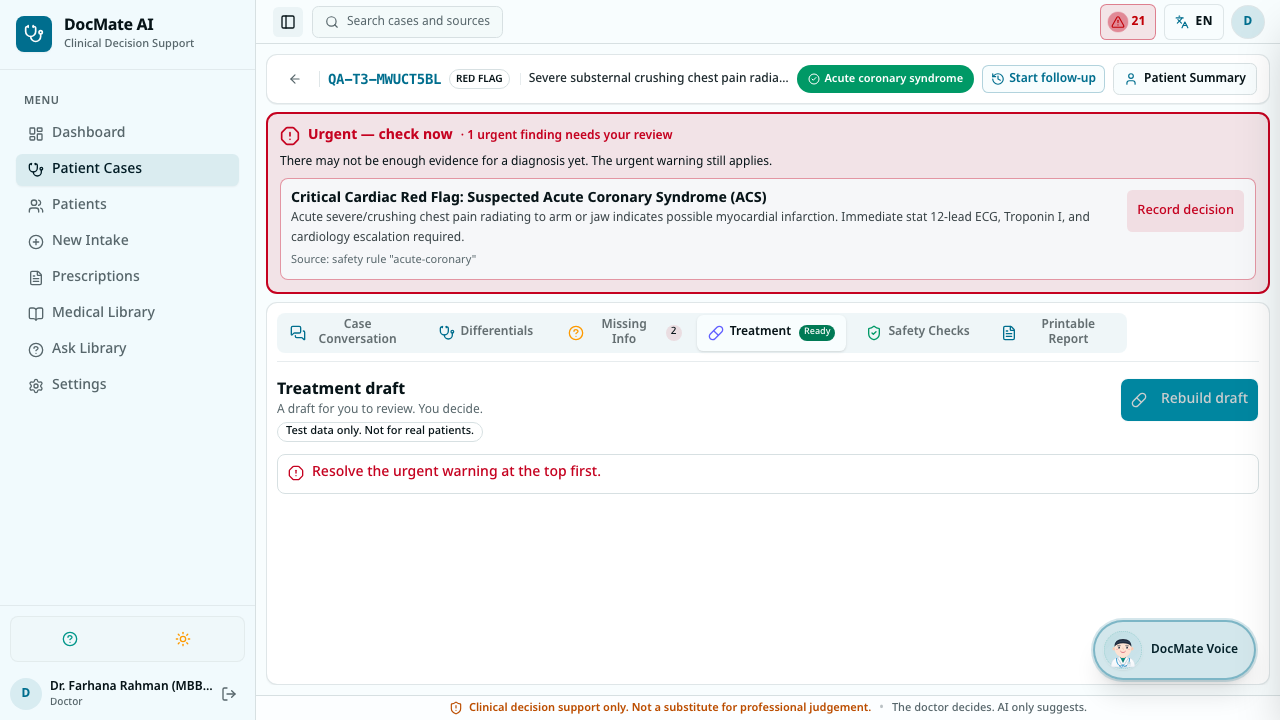 DocMate AI
Clinical Decision Support
MENU
Dashboard
Patient Cases
Patients
New Intake
Prescriptions
Medical Library
Ask Library
Settings
D
Dr. Farhana Rahman (MBB...
Doctor
Search cases and sources
21
EN
D
QA-T3-MWUCT5BL
RED FLAG
Severe substernal crushing chest pain radia...
Acute coronary syndrome
Start follow-up
Patient Summary
Urgent — check now · 1 urgent finding needs your review
There may not be enough evidence for a diagnosis yet. The urgent warning still applies.
Critical Cardiac Red Flag: Suspected Acute Coronary Syndrome (ACS)
Acute severe/crushing chest pain radiating to arm or jaw indicates possible myocardial infarction. Immediate stat 12-lead ECG, Troponin I, and
cardiology escalation required.
Source: safety rule "acute-coronary"
Record decision
Case
Conversation
Differentials
Missing
Info
2
Treatment
Ready
Safety Checks
Printable
Report
Treatment draft
A draft for you to review. You decide.
Test data only. Not for real patients.
Rebuild draft
Resolve the urgent warning at the top first.
DocMate Voice
Clinical decision support only. Not a substitute for professional judgement. • The doctor decides. AI only suggests.